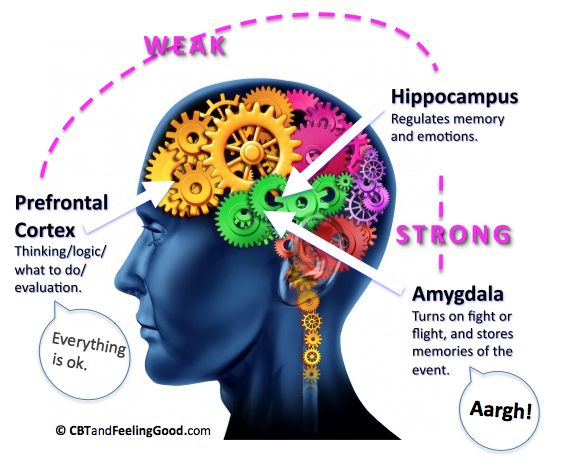 WEAK
Hippocampus
Regulates memory
and emotions.
Prefrontal
Cortex
Thinking/logic/
what to do/
evaluation.
STRONG
Amygdala
Turns on fight or
flight, and stores
memories of the
event.
Everything
is ok.
Aargh!
© CBTandFeelingGood.com